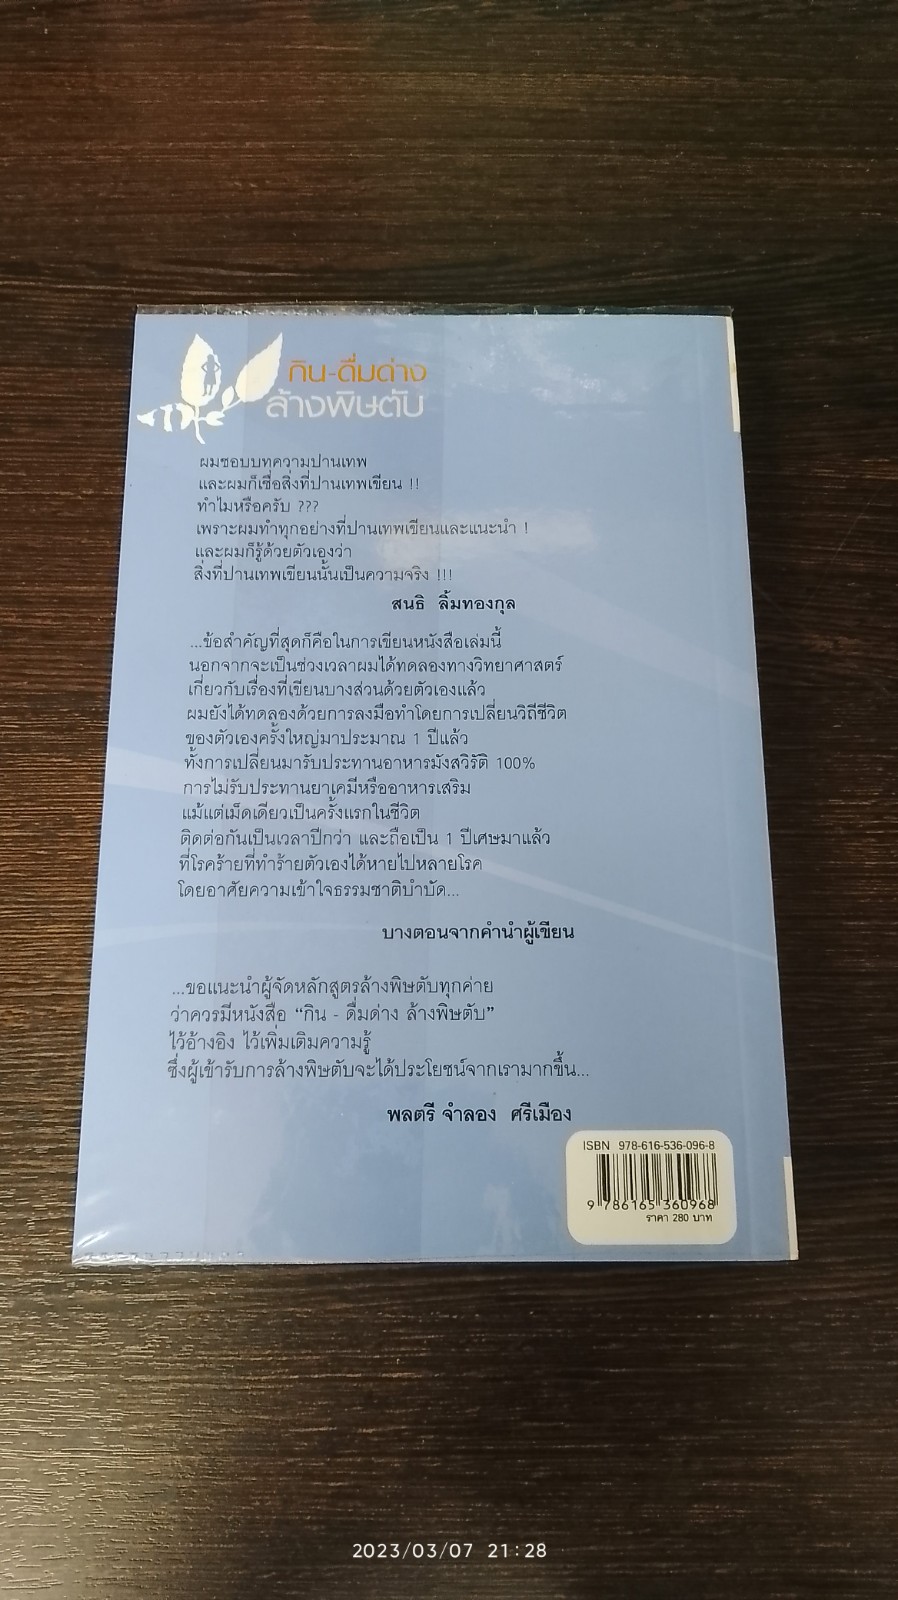 กิน-ดื่มด่าง
ล้างพิษตับ
ผมชอบบทความปานเทพ
และผมก็เชื่อสิ่งที่ปานเทพเขียน !!
ทำไมหรือครับ ???
เพราะผมทำทุกอย่างที่ปานเทพเขียนและแนะนำ !
และผมก็รู้ด้วยตัวเองว่า
สิ่งที่ปานเทพเขียนนั้นเป็นความจริง !!!
สนธิ ลิ้มทองกุล
...ข้อสำคัญที่สุดก็คือในการเขียนหนังสือเล่มนี้
นอกจากจะเป็นช่วงเวลาผมได้ทดลองทางวิทยาศาสตร์
เกี่ยวกับเรื่องที่เขียนบางส่วนด้วยตัวเองแล้ว
ผมยังได้ทดลองด้วยการลงมือทำโดยการเปลี่ยนวิถีชีวิต
ของตัวเองครั้งใหญ่มาประมาณ 1 ปีแล้ว
ทั้งการเปลี่ยนมารับประทานอาหารมังสวิรัติ 100%
การไม่รับประทานยาเคมีหรืออาหารเสริม
แม้แต่เม็ดเดียวเป็นครั้งแรกในชีวิต
ติดต่อกันเป็นเวลาปีกว่า และถือเป็น 1 ปีเศษมาแล้ว
ที่โรคร้ายที่ทำร้ายตัวเองได้หายไปหลายโรค
โดยอาศัยความเข้าใจธรรมชาติบำบัด...
บางตอนจากคำนำผู้เขียน
...ขอแนะนำผู้จัดหลักสูตรล้างพิษตับทุกค่าย
ว่าควรมีหนังสือ “กิน - ดื่มด่าง ล้างพิษตับ”
ไว้อ้างอิง ไว้เพิ่มเติมความรู้
ซึ่งผู้เข้ารับการล้างพิษตับจะได้ประโยชน์จากเรามากขึ้น...
พลตรี จำลอง ศรีเมือง
ISBN 978-616-536-096-8
9 786165 360968
ราคา 280 บาท
2023/03/07 21:28